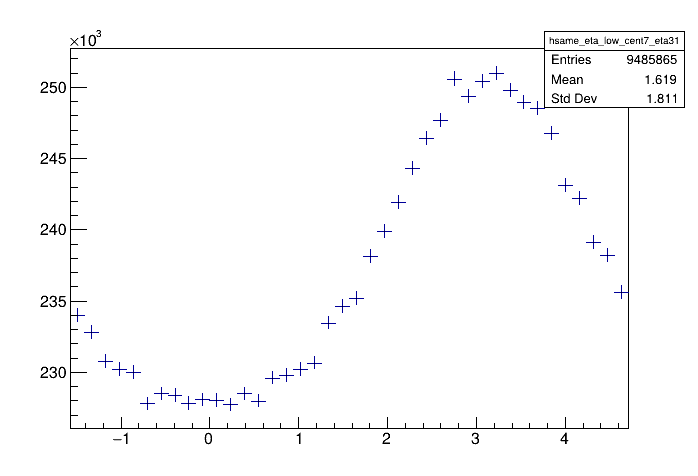 ×10³
hsame_eta_low_cent7_eta31
Entries 9485865
Mean 1.619
Std Dev 1.811
250
245
240
235
230
−1 0 1 2 3 4